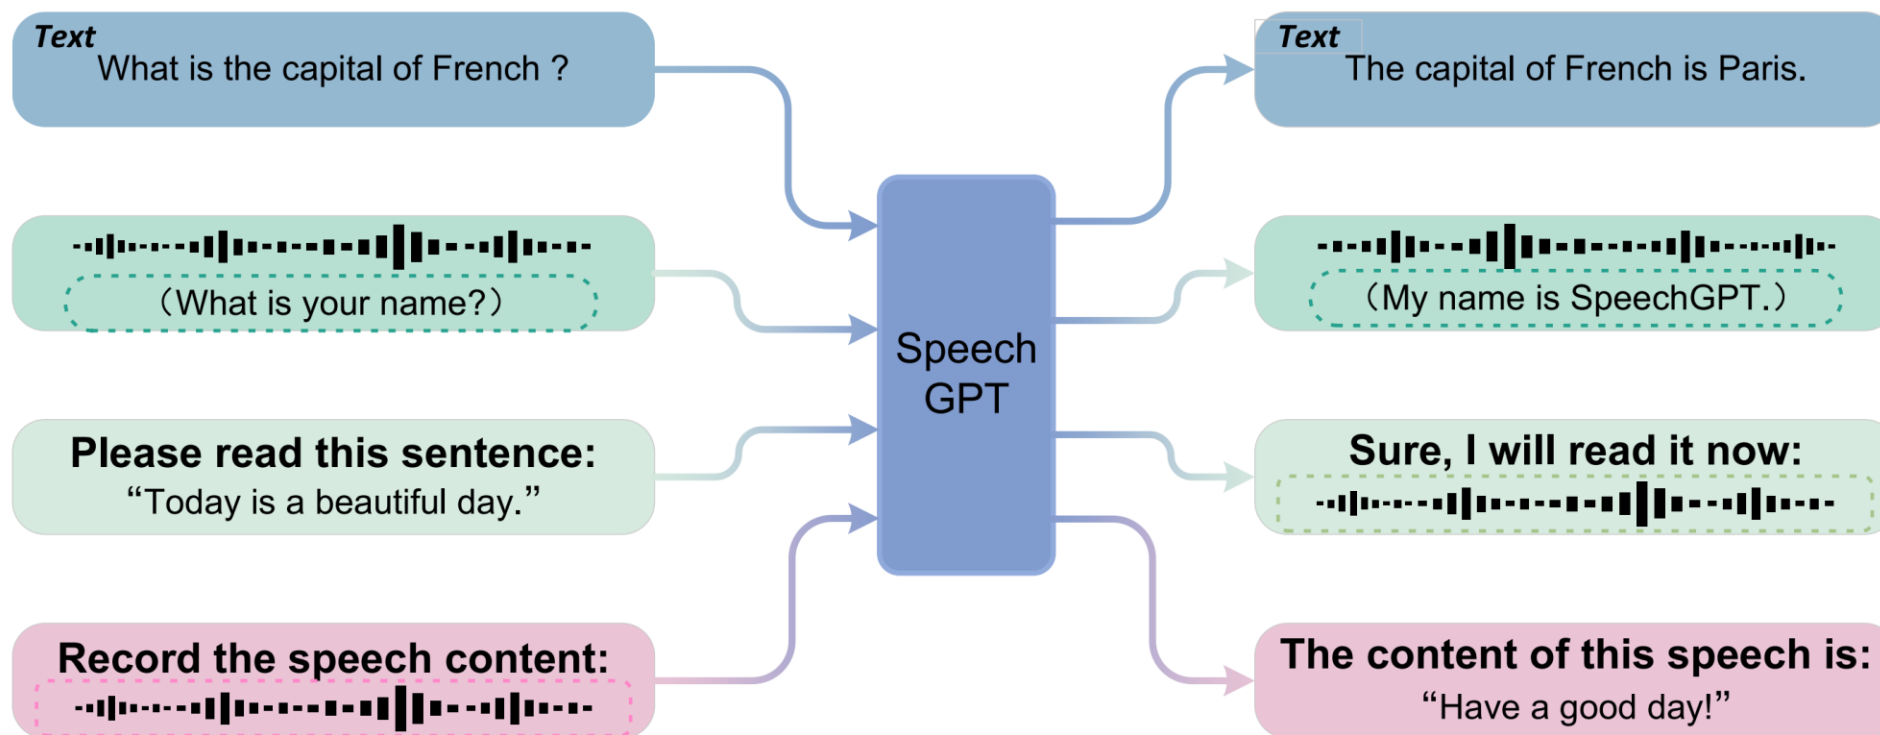 Text
What is the capital of French ?
（What is your name?）
Please read this sentence:
“Today is a beautiful day.”
Record the speech content:
Speech
GPT
Text
The capital of French is Paris.
（My name is SpeechGPT.）
Sure, I will read it now:
The content of this speech is:
“Have a good day!”